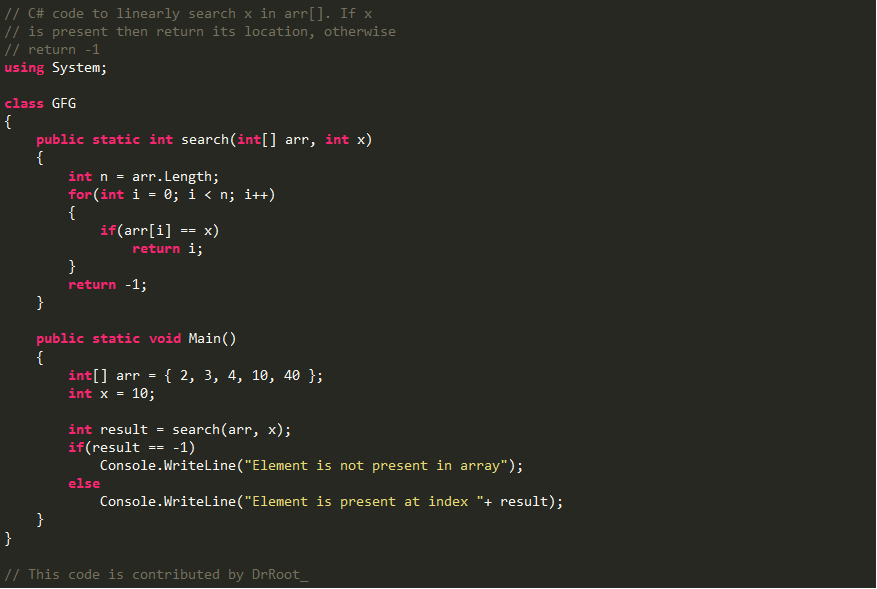 // C# code to linearly search x in arr[]. If x
// is present then return its location, otherwise
// return -1
using System;

class GFG
{
    public static int search(int[] arr, int x)
    {
        int n = arr.Length;
        for(int i = 0; i < n; i++)
        {
            if(arr[i] == x)
                return i;
        }
        return -1;
    }

    public static void Main()
    {
        int[] arr = { 2, 3, 4, 10, 40 };
        int x = 10;

        int result = search(arr, x);
        if(result == -1)
            Console.WriteLine("Element is not present in array");
        else
            Console.WriteLine("Element is present at index "+ result);
    }
}

// This code is contributed by DrRoot_